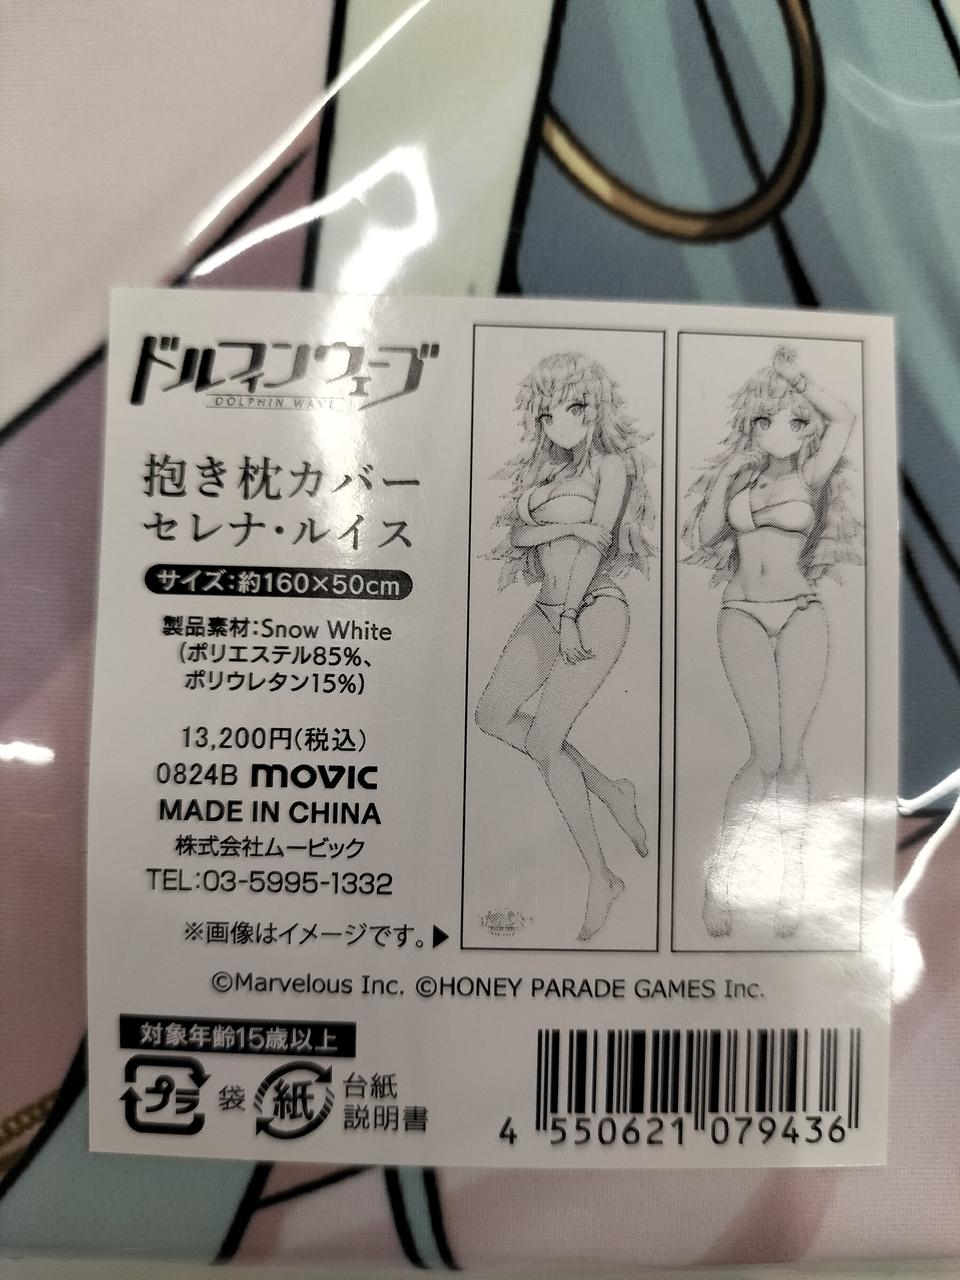 ドルフィンウェーブ
DOLPHIN WAVE
抱き枕カバー
セレナ・ルイス
サイズ:約160×50cm
製品素材:Snow White
(ポリエステル85%、
ポリウレタン15%)
13,200円(税込)
0824B movic
MADE IN CHINA
株式会社ムービック
TEL:03-5995-1332
※画像はイメージです。▶
©Marvelous Inc. ©HONEY PARADE GAMES Inc.
対象年齢15歳以上
プラ 袋 紙 台紙
説明書
4 550621 079436